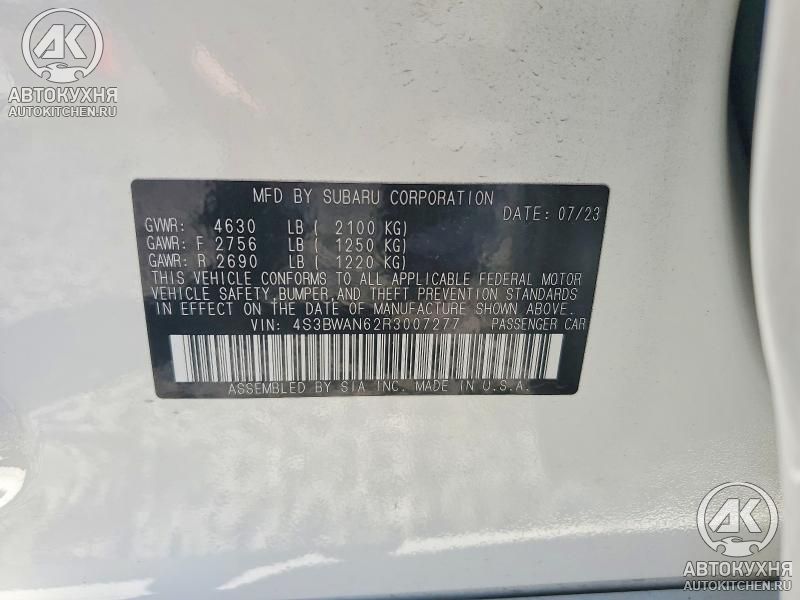 AK
АВТОКУХНЯ
AUTOKITCHEN.RU
MFD BY SUBARU CORPORATION
DATE: 07/23
GVWR: 4630 LB ( 2100 KG)
GAWR: F 2756 LB ( 1250 KG)
GAWR: R 2690 LB ( 1220 KG)
THIS VEHICLE CONFORMS TO ALL APPLICABLE FEDERAL MOTOR
VEHICLE SAFETY,BUMPER,AND THEFT PREVENTION STANDARDS
IN EFFECT ON THE DATE OF MANUFACTURE SHOWN ABOVE.
VIN: 4S3BWAN62R3007277 PASSENGER CAR
ASSEMBLED BY SIA INC. MADE IN U.S.A.
AK
АВТОКУХНЯ
AUTOKITCHEN.RU